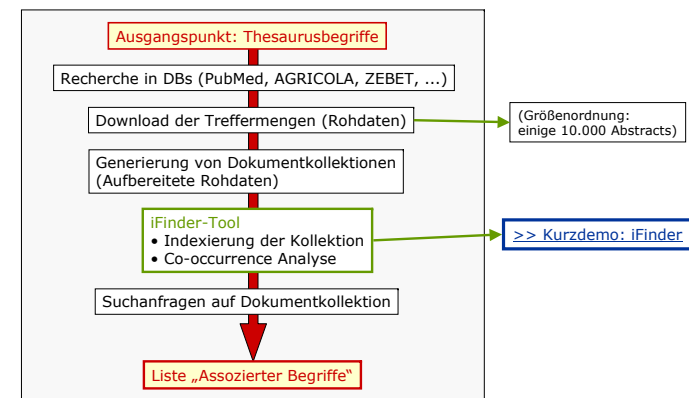 Ausgangspunkt: Thesaurusbegriffe
Recherche in DBs (PubMed, AGRICOLA, ZEBET, ...)
Download der Treffermengen (Rohdaten)
(Größenordnung:
einige 10.000 Abstracts)
Generierung von Dokumentkollektionen
(Aufbereitete Rohdaten)
iFinder-Tool
• Indexierung der Kollektion
• Co-occurrence Analyse
>> Kurzdemo: iFinder
Suchanfragen auf Dokumentkollektion
Liste „Assozierter Begriffe“